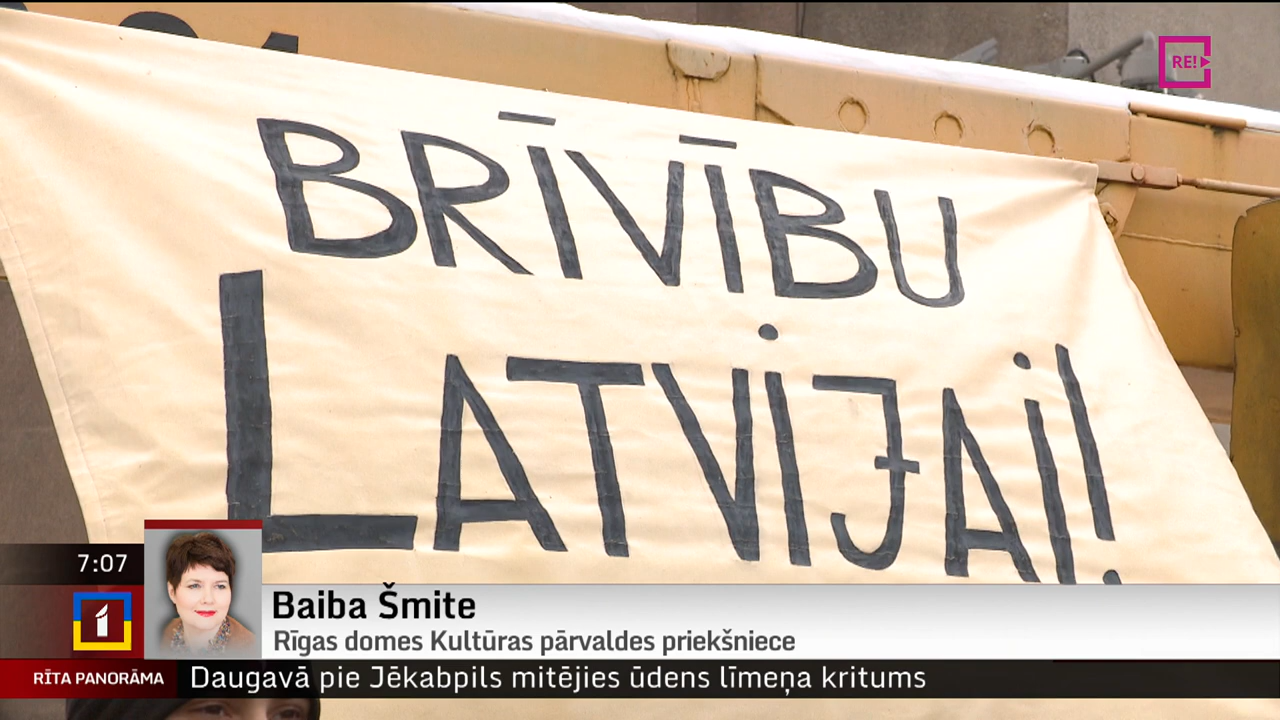 RE!
BRĪVĪBU
LATVIJAI!
7:07
1
Baiba Šmite
Rīgas domes Kultūras pārvaldes priekšniece
RĪTA PANORĀMA
Daugavā pie Jēkabpils mitējies ūdens līmeņa kritums